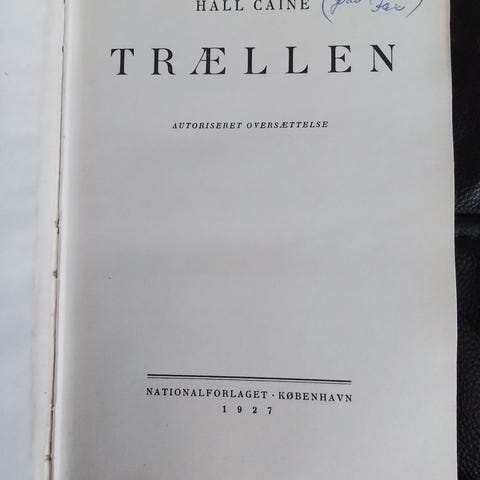 HALL CAINE
TRÆLLEN
AUTORISERET OVERSÆTTELSE
NATIONALFORLAGET · KØBENHAVN
1927